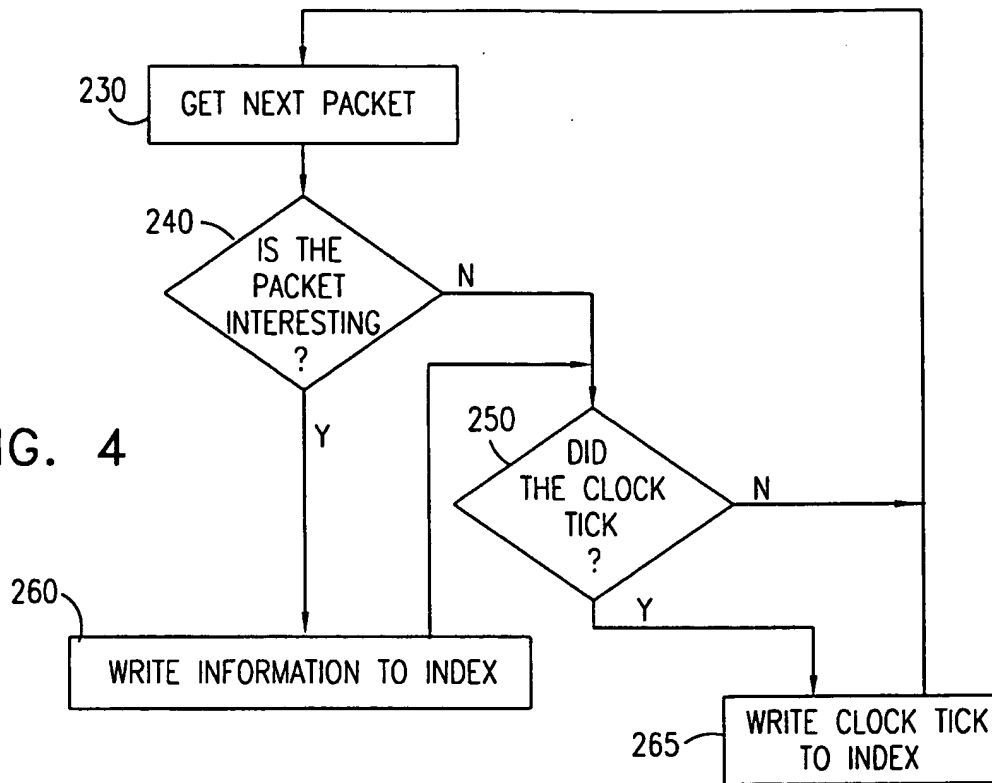 230
GET NEXT PACKET
240
IS THE
PACKET
INTERESTING
?
N
Y
IG. 4
250
DID
THE CLOCK
TICK
?
N
Y
260
WRITE INFORMATION TO INDEX
265
WRITE CLOCK TICK
TO INDEX